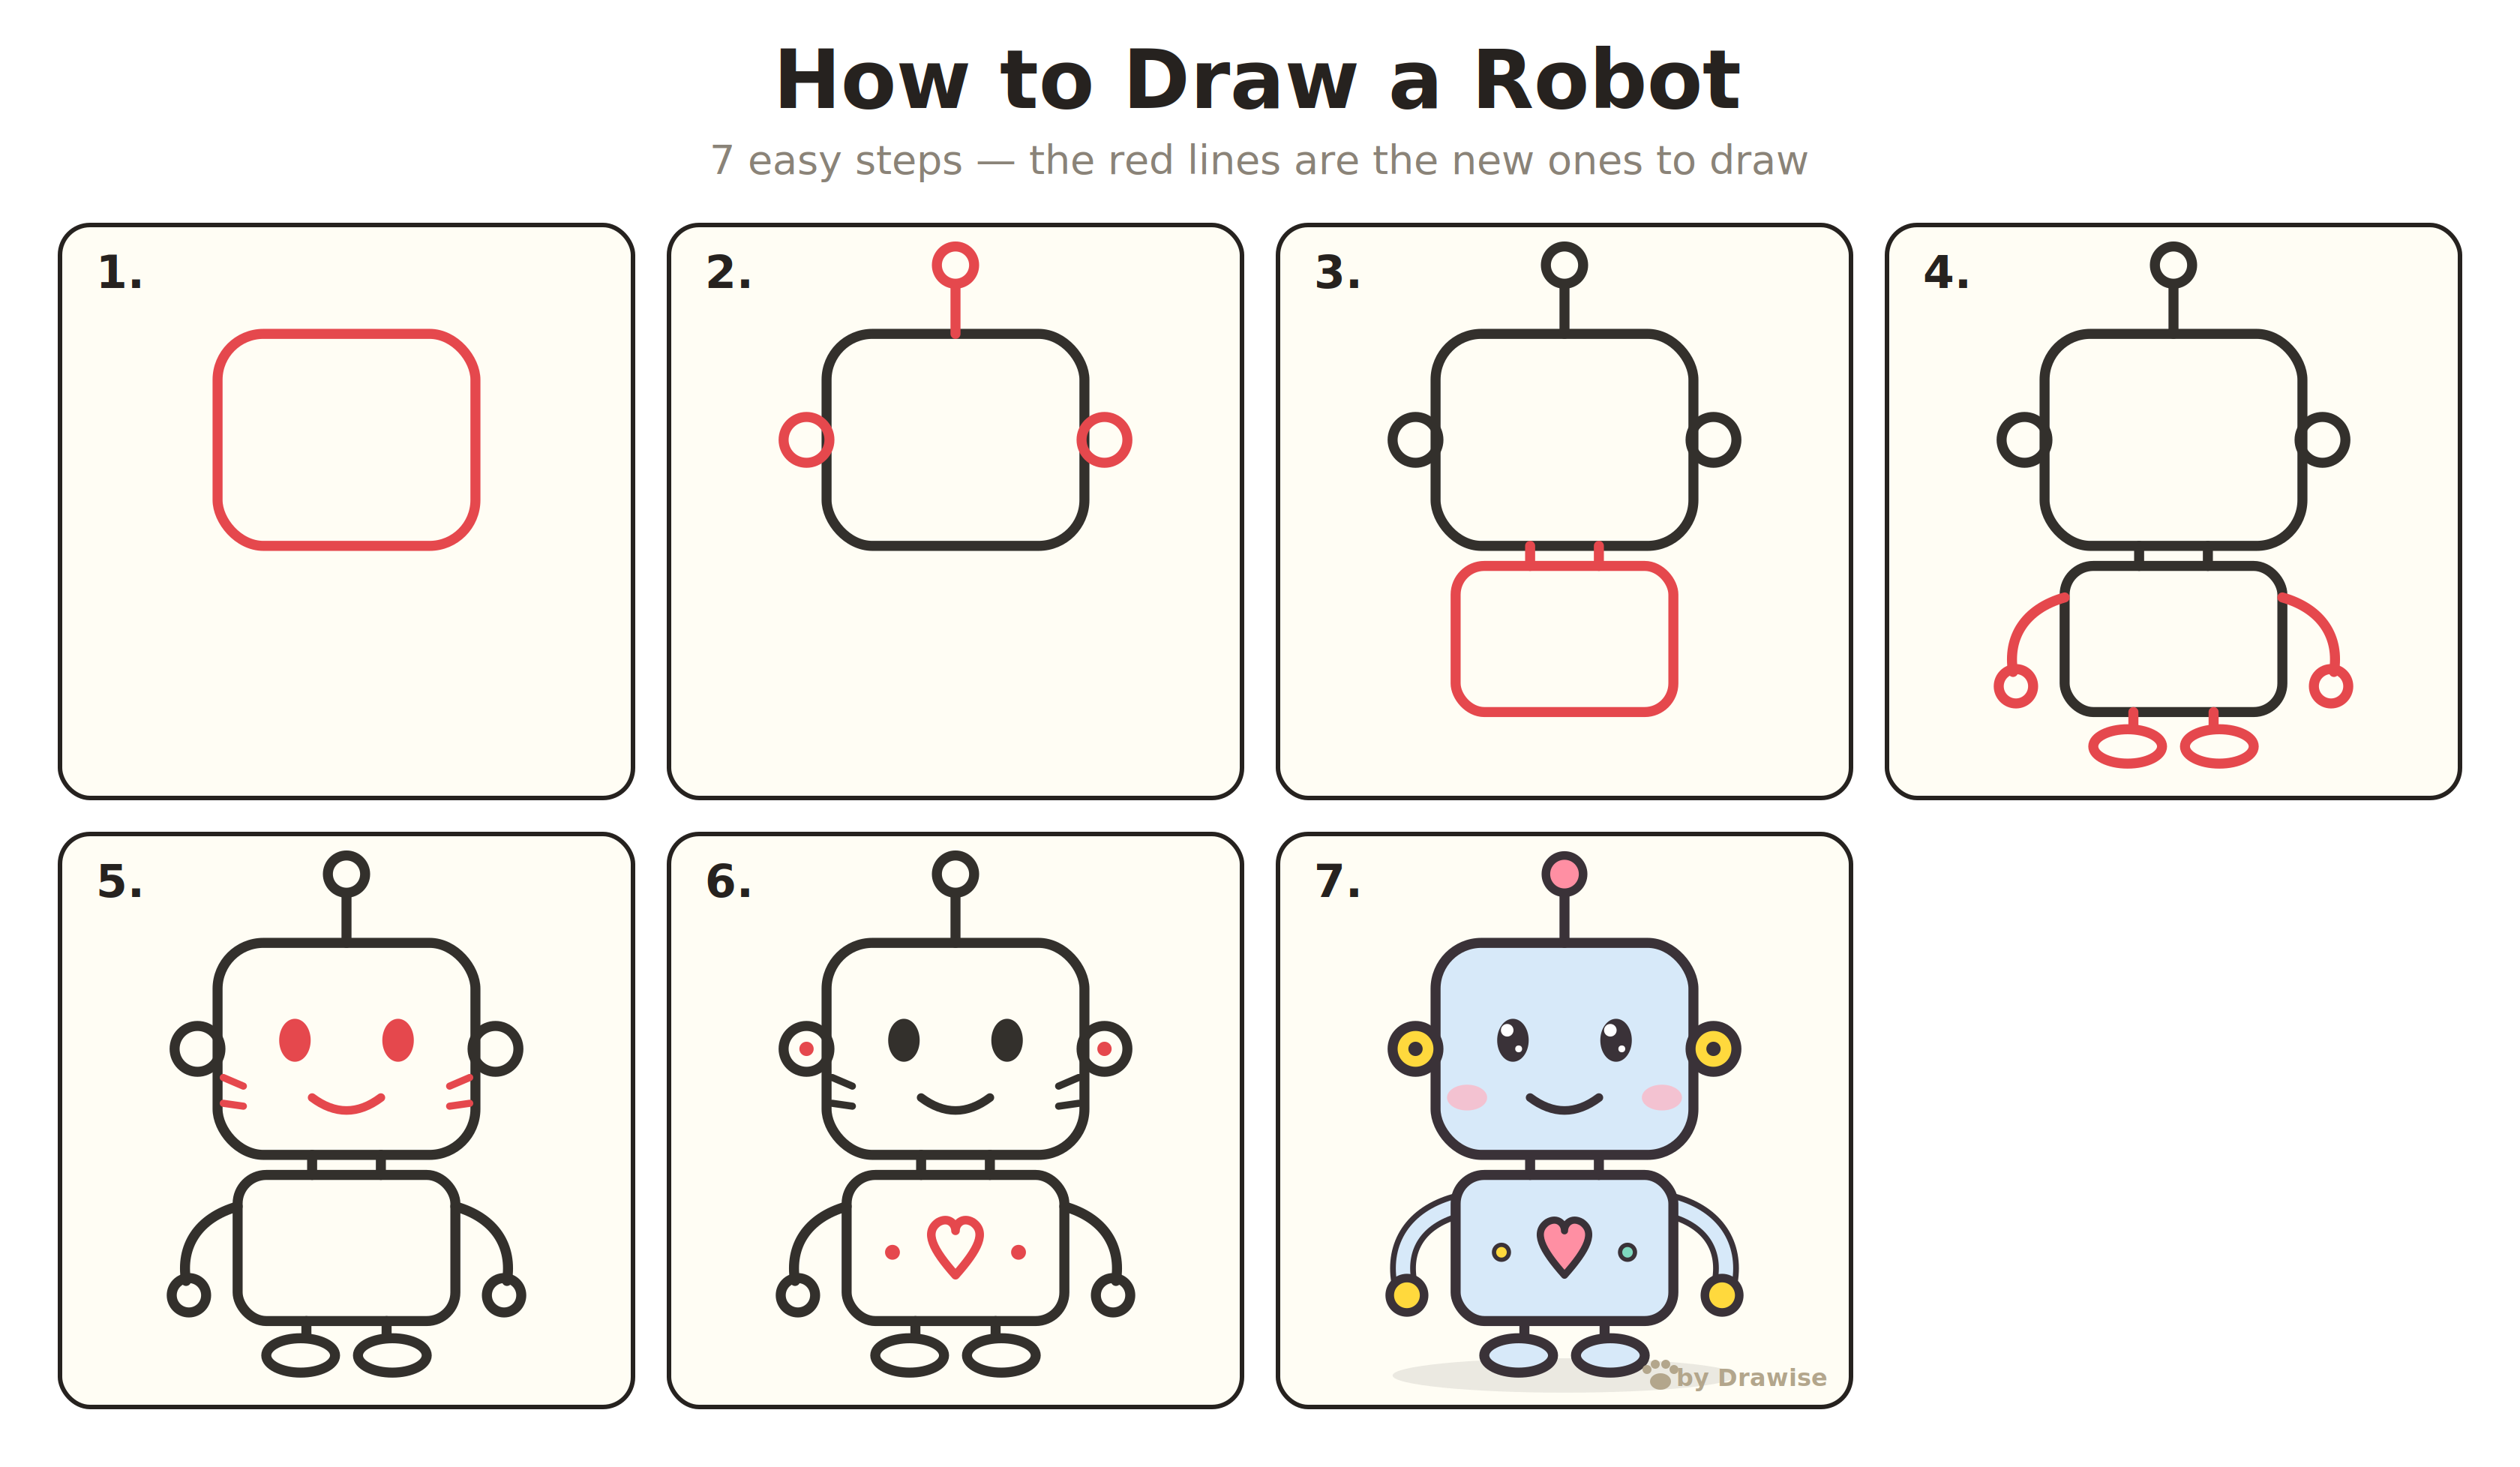 How to Draw a Robot
7 easy steps — the red lines are the new ones to draw
1.
2.
3.
4.
5.
6.
7.
by Drawise